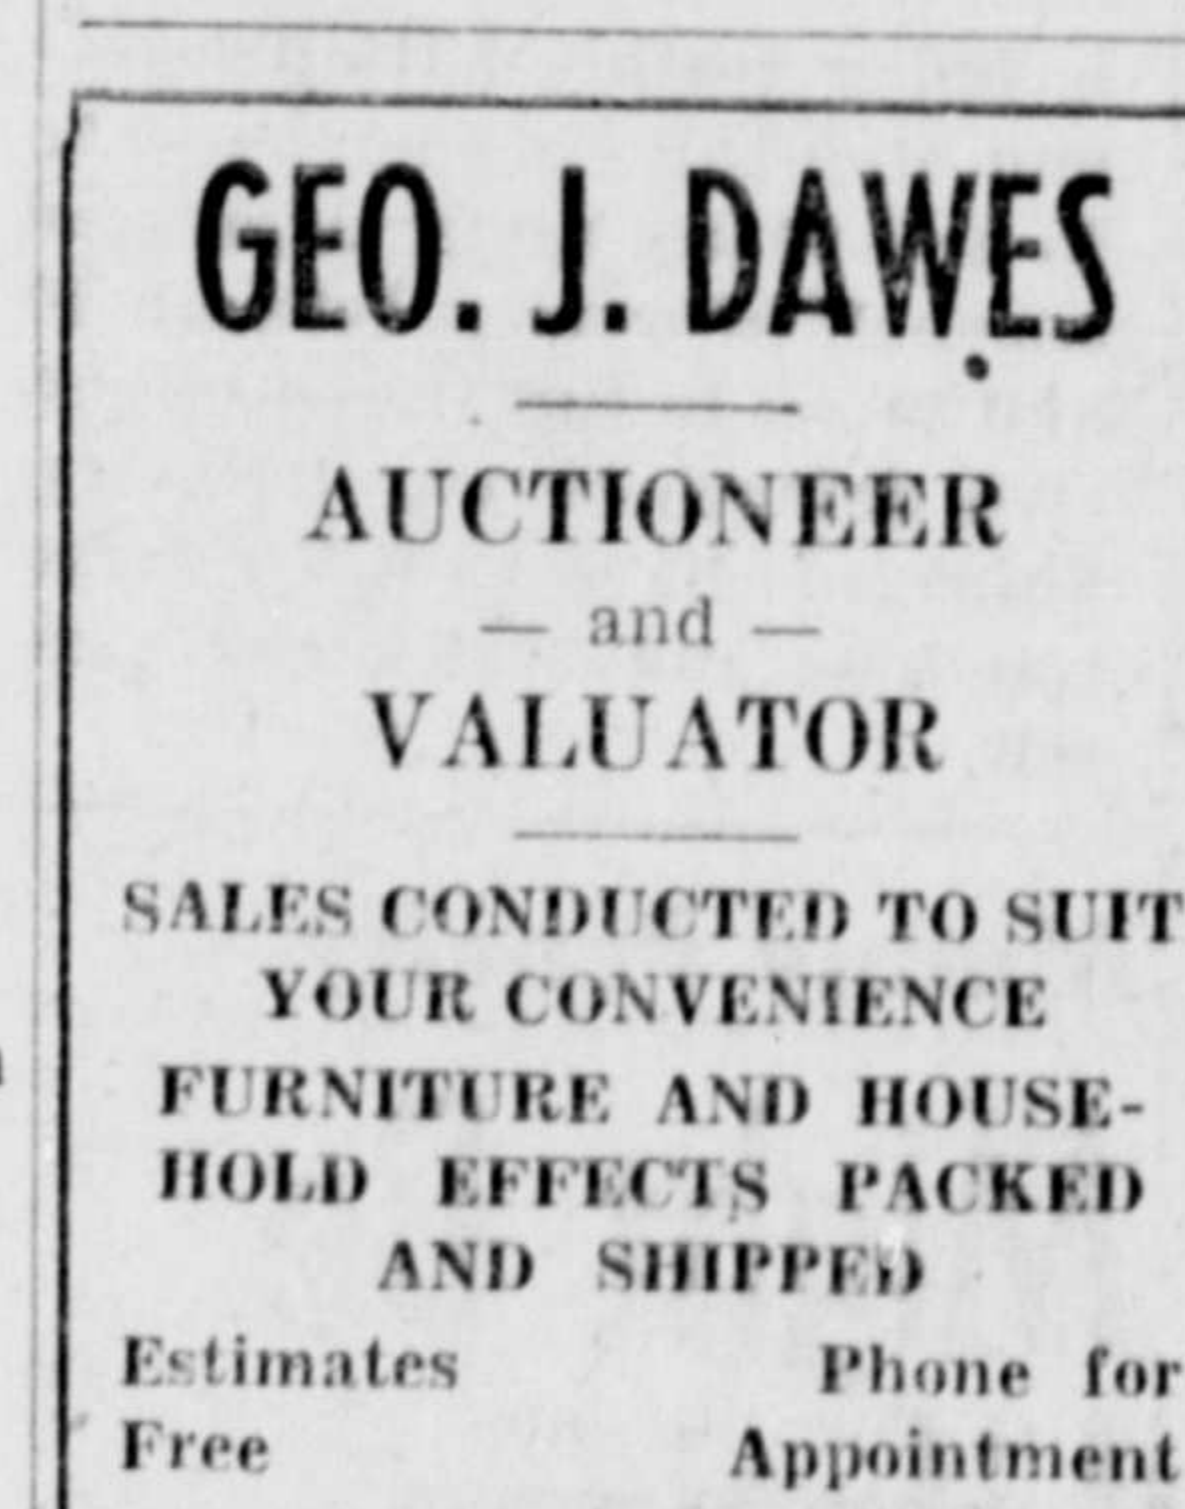 GEO. J. DAWES
AUCTIONEER
— and —
VALUATOR
SALES CONDUCTED TO SUIT
YOUR CONVENIENCE
FURNITURE AND HOUSE-
HOLD EFFECTS PACKED
AND SHIPPED
Estimates Phone for
Free Appointment